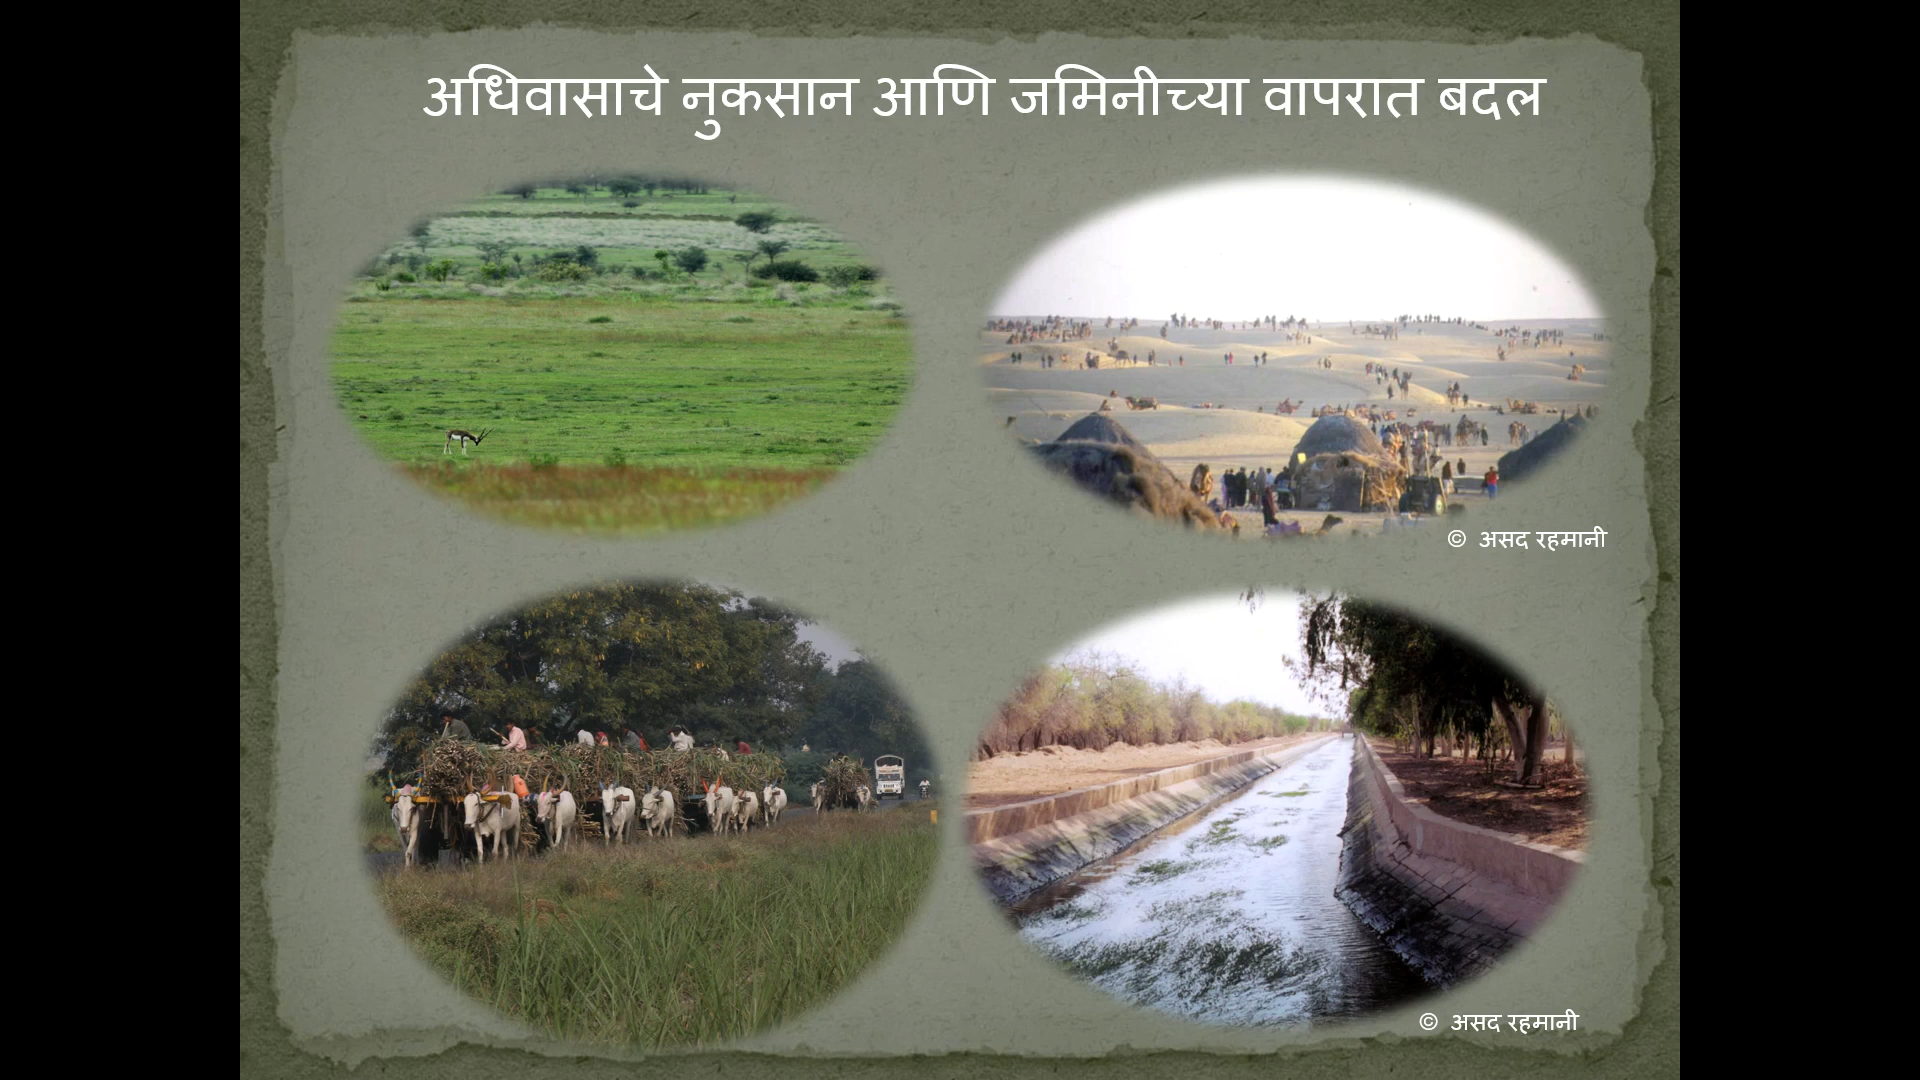 अधिवासाचे नुकसान आणि जमिनीच्या वापरात बदल
© असद रहमानी
© असद रहमानी